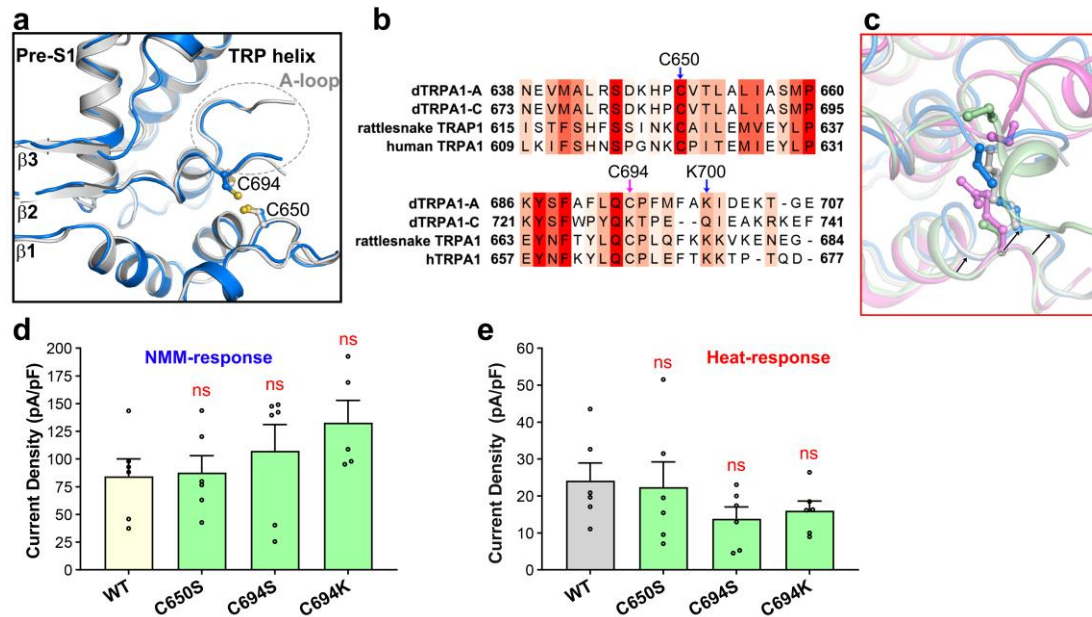 a
Pre-S1
TRP helix
A-loop
β3
C694
β2
C650
β1
b
C650
dTRPA1-A 638 NEVMALRSDKHPCVTLALIASMP 660
dTRPA1-C 673 NEVMALRSDKHPCVTLALIASMP 695
rattlesnake TRAP1 615 ISTFSHFSSINKCAILEMVEYLP 637
human TRPA1 609 LKIFSHNSPGNKCPITEMIEYLP 631
C694 K700
dTRPA1-A 686 KYSFAFLQCPFMFAKIDEKT-GE 707
dTRPA1-C 721 KYSFWPYQKTPE--QIEAKRKEF 741
rattlesnake TRPA1 663 EYNFTYLQCPLQFKKKVKENEG- 684
hTRPA1 657 EYNFKYLQCPLEFTKKTPT-QD- 677
c
d
NMM-response
Current Density (pA/pF)
200
175
150
125
100
75
50
25
0
ns
ns
ns
WT
C650S
C694S
C694K
e
Heat-response
Current Density (pA/pF)
60
50
40
30
20
10
0
ns
ns
ns
WT
C650S
C694S
C694K